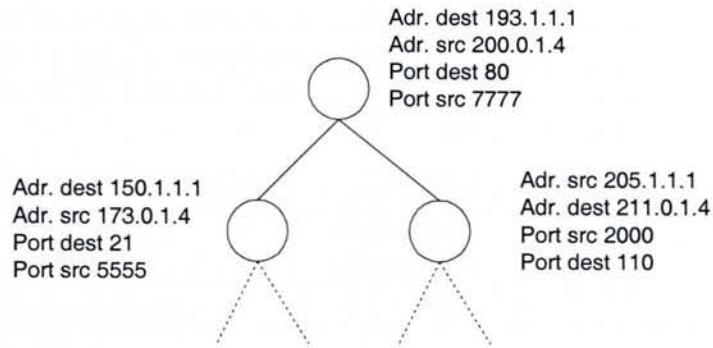 Adr. dest 193.1.1.1
Adr. src 200.0.1.4
Port dest 80
Port src 7777
Adr. dest 150.1.1.1
Adr. src 173.0.1.4
Port dest 21
Port src 5555
Adr. src 205.1.1.1
Adr. dest 211.0.1.4
Port src 2000
Port dest 110